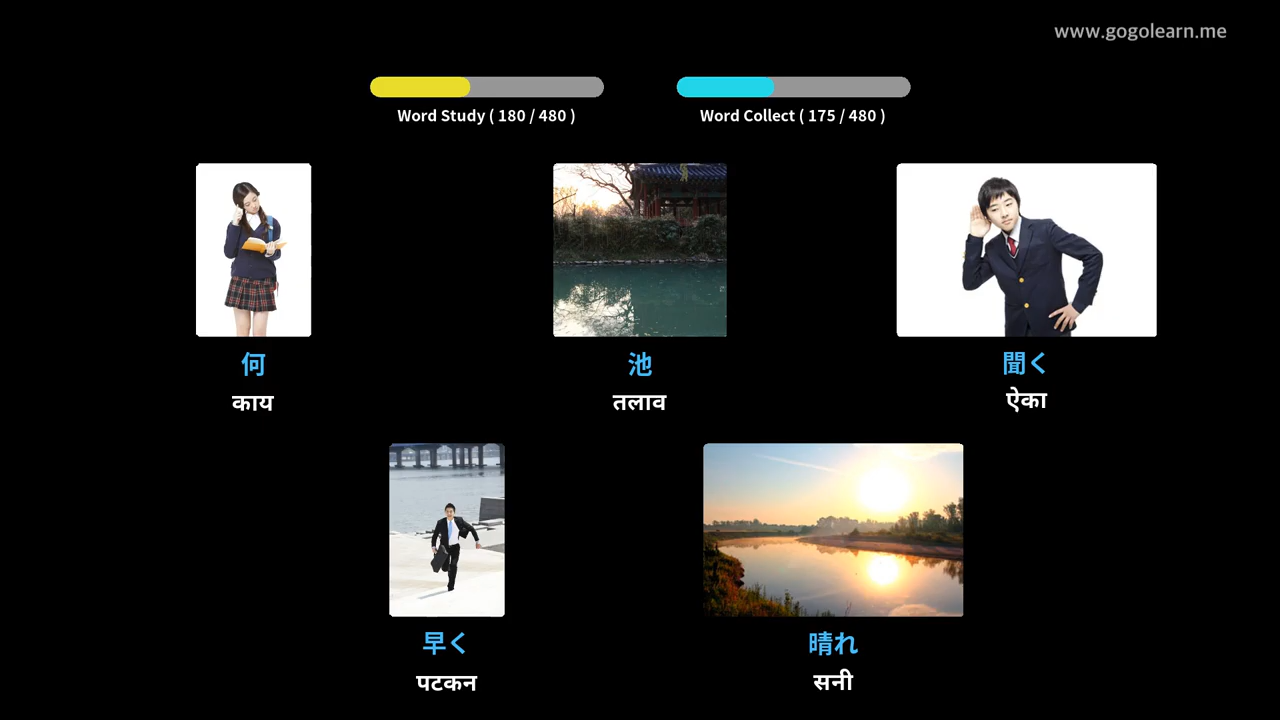 www.gogolearn.me
Word Study ( 180 / 480 )
Word Collect ( 175 / 480 )
何
काय
池
तलाव
聞く
ऐका
早く
पटकन
晴れ
सनी